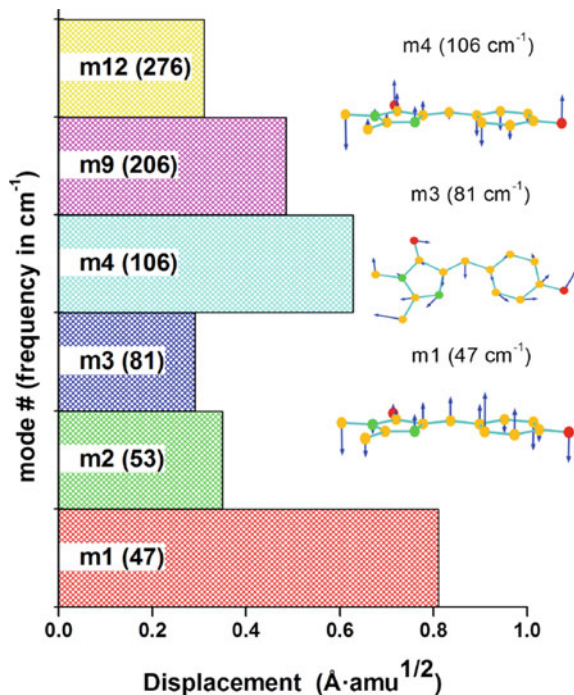 mode # (frequency in cm⁻¹)
m12 (276)
m9 (206)
m4 (106)
m3 (81)
m2 (53)
m1 (47)
m4 (106 cm⁻¹)
m3 (81 cm⁻¹)
m1 (47 cm⁻¹)
0.0 0.2 0.4 0.6 0.8 1.0
Displacement (Å·amu¹ᐟ²)